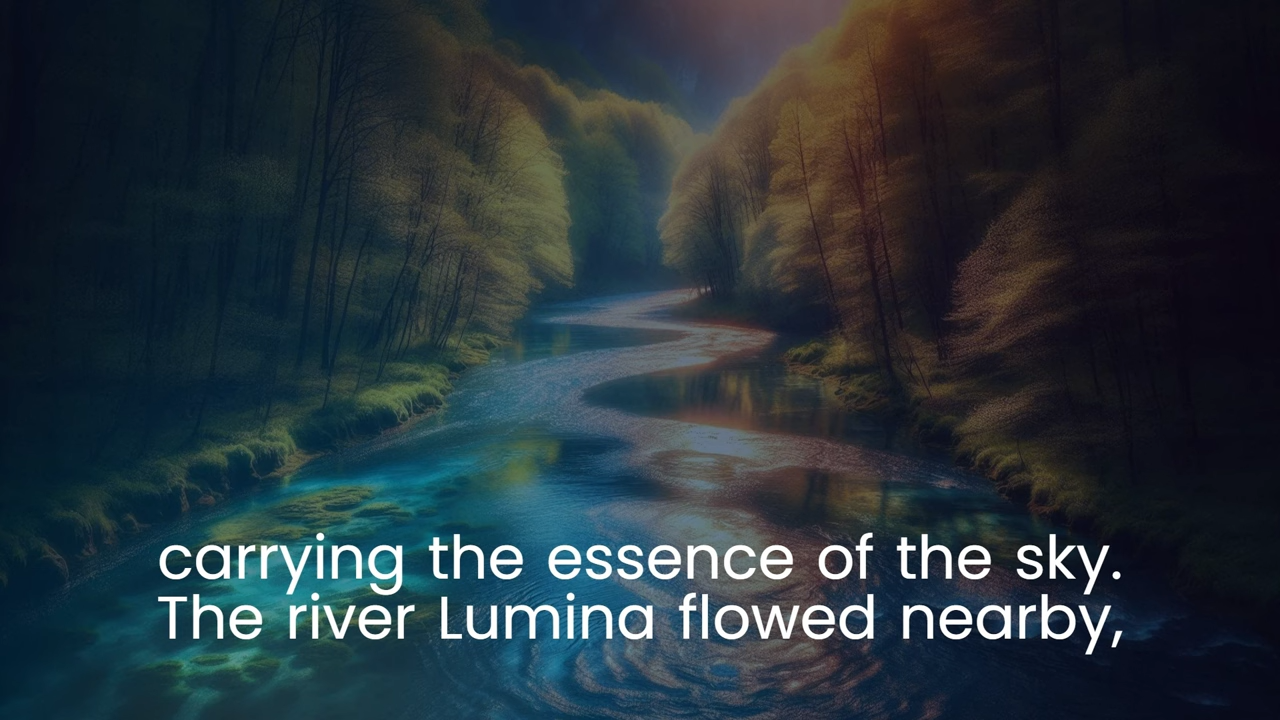 carrying the essence of the sky.
The river Lumina flowed nearby,